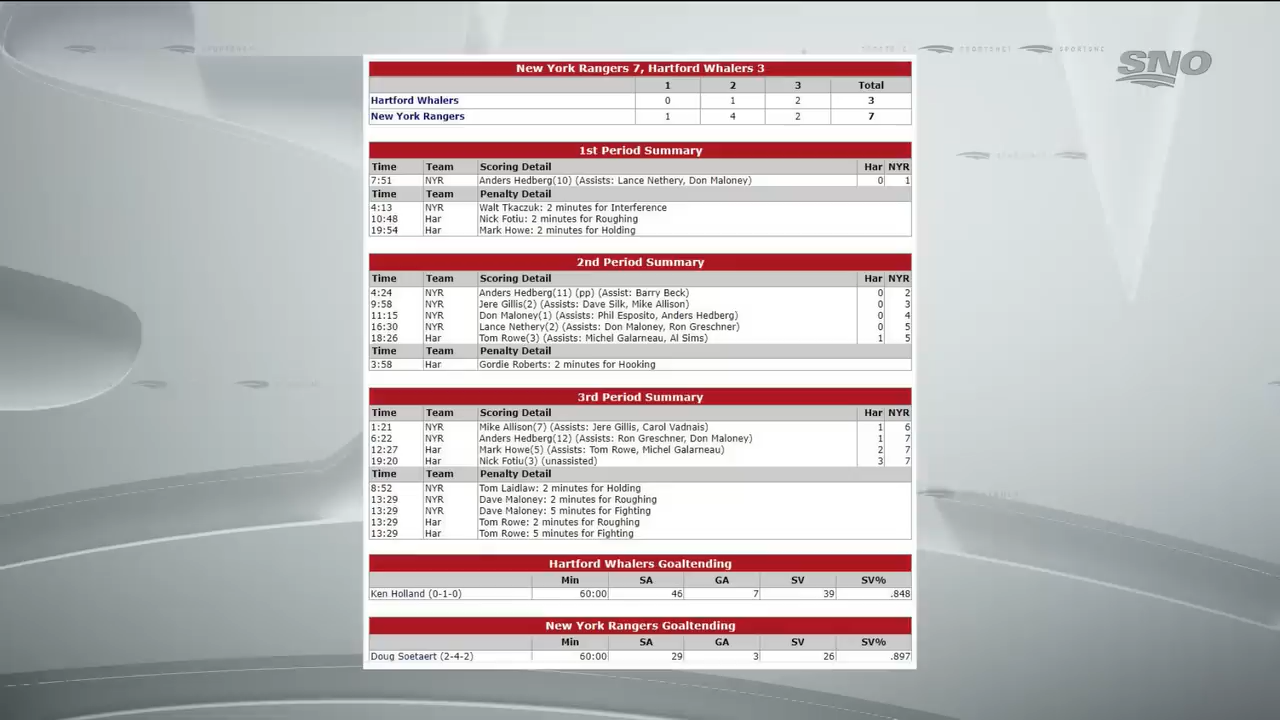 SNO
New York Rangers 7, Hartford Whalers 3
1 2 3 Total
Hartford Whalers 0 1 2 3
New York Rangers 1 4 2 7
1st Period Summary
Time Team Scoring Detail Har NYR
7:51 NYR Anders Hedberg(10) (Assists: Lance Nethery, Don Maloney) 0 1
Time Team Penalty Detail
4:13 NYR Walt Tkaczuk: 2 minutes for Interference
10:48 Har Nick Fotiu: 2 minutes for Roughing
19:54 Har Mark Howe: 2 minutes for Holding
2nd Period Summary
Time Team Scoring Detail Har NYR
4:24 NYR Anders Hedberg(11) (pp) (Assist: Barry Beck) 0 2
9:58 NYR Jere Gillis(2) (Assists: Dave Silk, Mike Allison) 0 3
11:15 NYR Don Maloney(1) (Assists: Phil Esposito, Anders Hedberg) 0 4
16:30 NYR Lance Nethery(2) (Assists: Don Maloney, Ron Greschner) 0 5
18:26 Har Tom Rowe(3) (Assists: Michel Galarneau, Al Sims) 1 5
Time Team Penalty Detail
3:58 Har Gordie Roberts: 2 minutes for Hooking
3rd Period Summary
Time Team Scoring Detail Har NYR
1:21 NYR Mike Allison(7) (Assists: Jere Gillis, Carol Vadnais) 1 6
6:22 NYR Anders Hedberg(12) (Assists: Ron Greschner, Don Maloney) 1 7
12:27 Har Mark Howe(5) (Assists: Tom Rowe, Michel Galarneau) 2 7
19:20 Har Nick Fotiu(3) (unassisted) 3 7
Time Team Penalty Detail
8:52 NYR Tom Laidlaw: 2 minutes for Holding
13:29 NYR Dave Maloney: 2 minutes for Roughing
13:29 NYR Dave Maloney: 5 minutes for Fighting
13:29 Har Tom Rowe: 2 minutes for Roughing
13:29 Har Tom Rowe: 5 minutes for Fighting
Hartford Whalers Goaltending
Min SA GA SV SV%
Ken Holland (0-1-0) 60:00 46 7 39 .848
New York Rangers Goaltending
Min SA GA SV SV%
Doug Soetaert (2-4-2) 60:00 29 3 26 .897